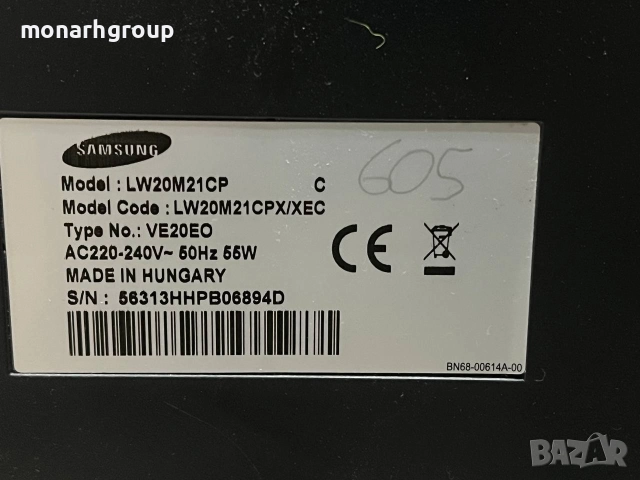 monarhgroup
SAMSUNG
Model : LW20M21CP C
605
Model Code : LW20M21CPX/XEC
Type No.: VE20EO
AC220-240V~ 50Hz 55W
MADE IN HUNGARY
S/N : 56313HHPB06894D
CE
BN68-00614A-00
BAZAR